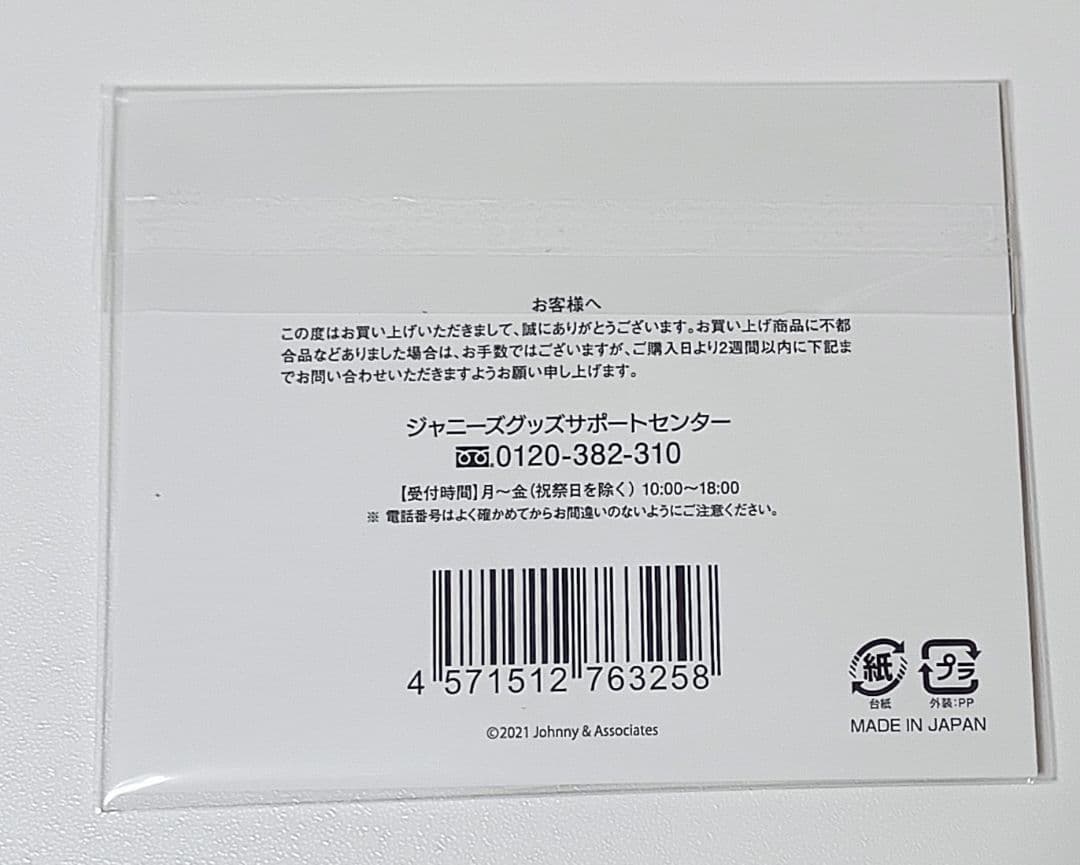 お客様へ
この度はお買い上げいただきまして、誠にありがとうございます。お買い上げ商品に不都
合品などありました場合は、お手数ではございますが、ご購入日より2週間以内に下記ま
でお問い合わせいただきますようお願い申し上げます。
ジャニーズグッズサポートセンター
0120-382-310
【受付時間】月〜金（祝祭日を除く） 10:00〜18:00
※ 電話番号はよく確かめてからお間違いのないようにご注意ください。
4 571512 763258
紙 プラ
台紙 外装:PP
MADE IN JAPAN
©2021 Johnny & Associates